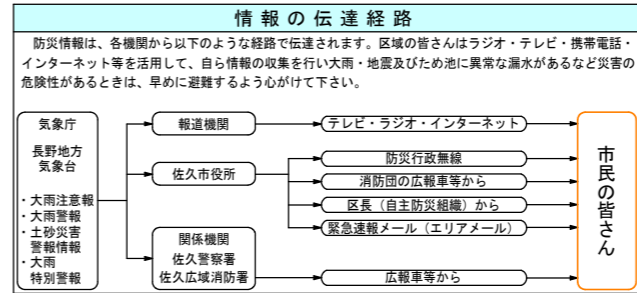 情報の伝達経路
防災情報は、各機関から以下のような経路で伝達されます。区域の皆さんはラジオ・テレビ・携帯電話・
インターネット等を活用して、自ら情報の収集を行い大雨・地震及びため池に異常な漏水があるなど災害の
危険性があるときは、早めに避難するよう心がけて下さい。
気象庁
長野地方
気象台
・大雨注意報
・大雨警報
・土砂災害
警報情報
・大雨
特別警報
報道機関
佐久市役所
関係機関
佐久警察署
佐久広域消防署
テレビ・ラジオ・インターネット
防災行政無線
消防団の広報車等から
区長（自主防災組織）から
緊急速報メール（エリアメール）
広報車等から
市民の皆さん